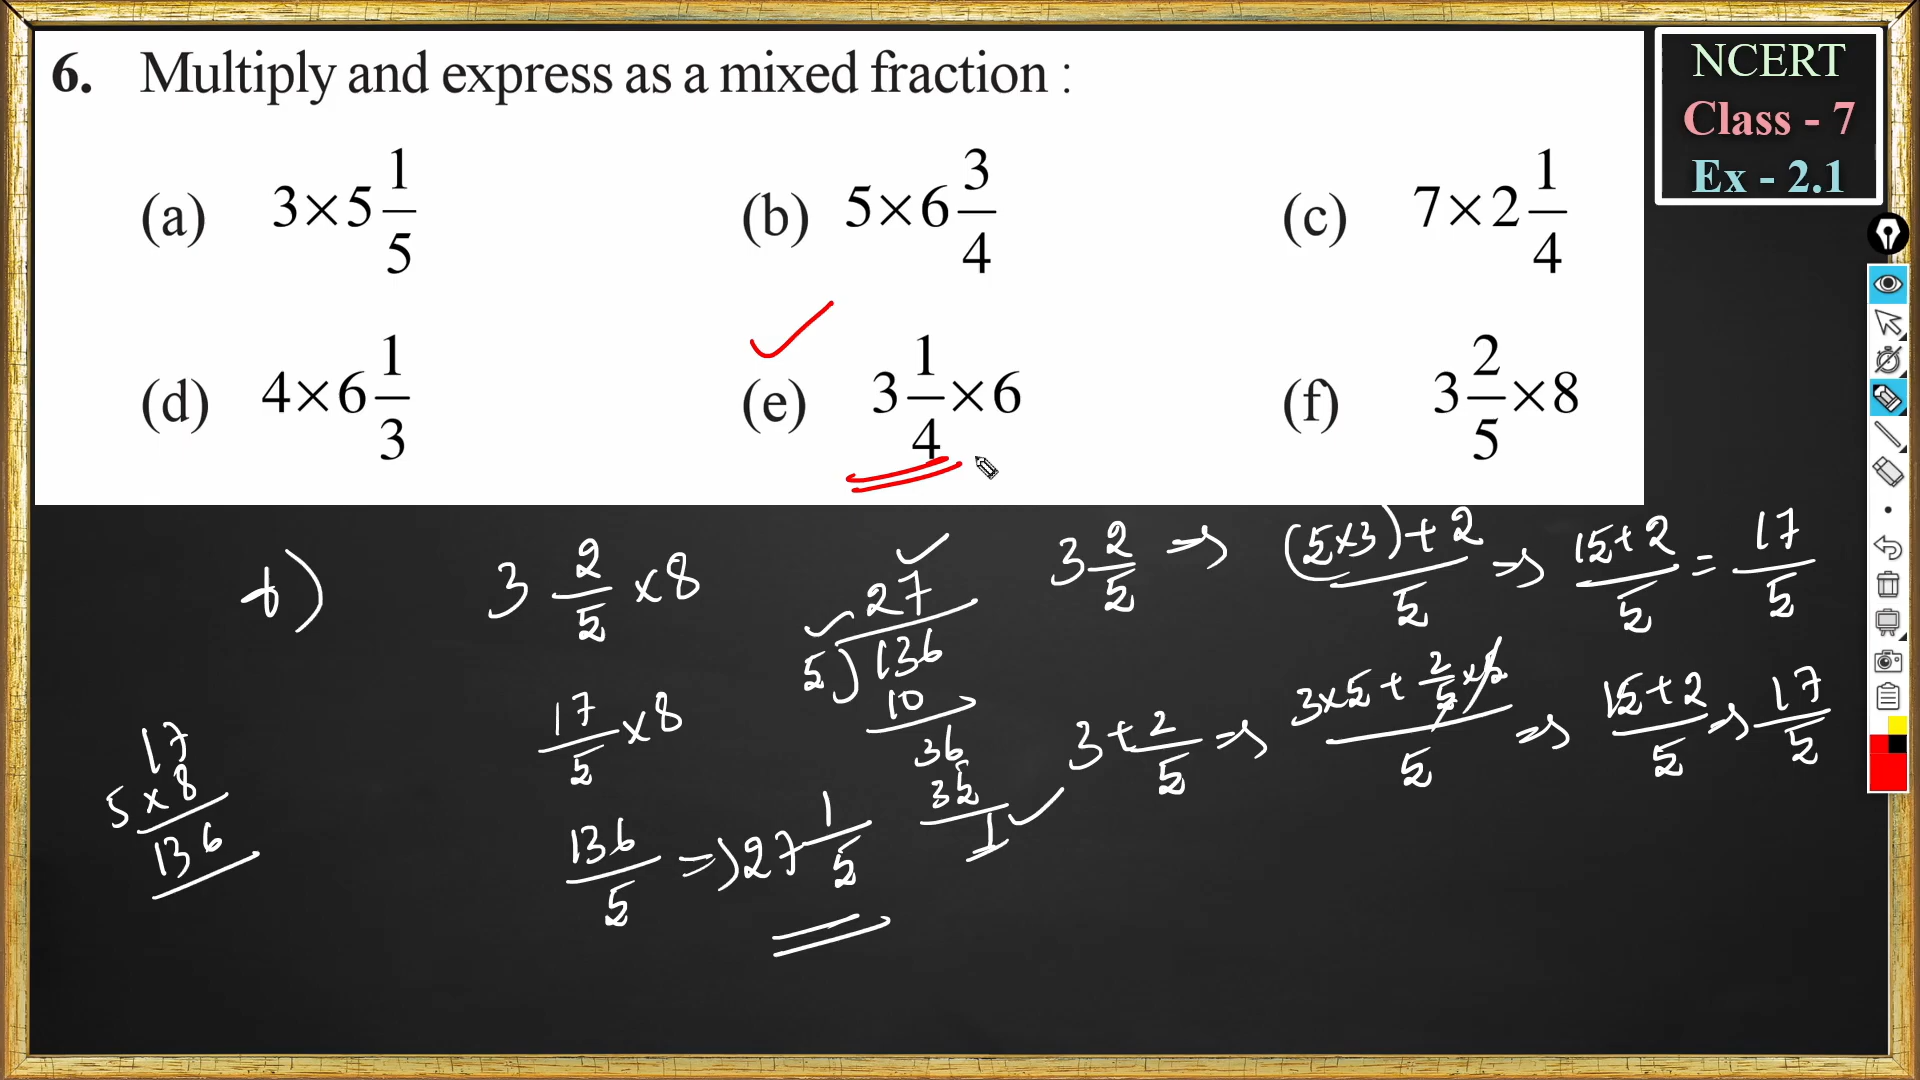 6. Multiply and express as a mixed fraction :
(a) 3×5 1/5 (b) 5×6 3/4 (c) 7×2 1/4
(d) 4×6 1/3 (e) 3 1/4 ×6 (f) 3 2/5 ×8
NCERT
Class - 7
Ex - 2.1
f) 3 2/5 ×8
17/5 ×8
136/5 ⇒ 27 1/5
17
5 ×8
136
27
5)136
10
36
35
1
3 2/5 ⇒ (5×3)+2/5 ⇒ 15+2/5 = 17/5
3+2/5 ⇒ 3×5+2/5×5/5 ⇒ 15+2/5 ⇒ 17/5